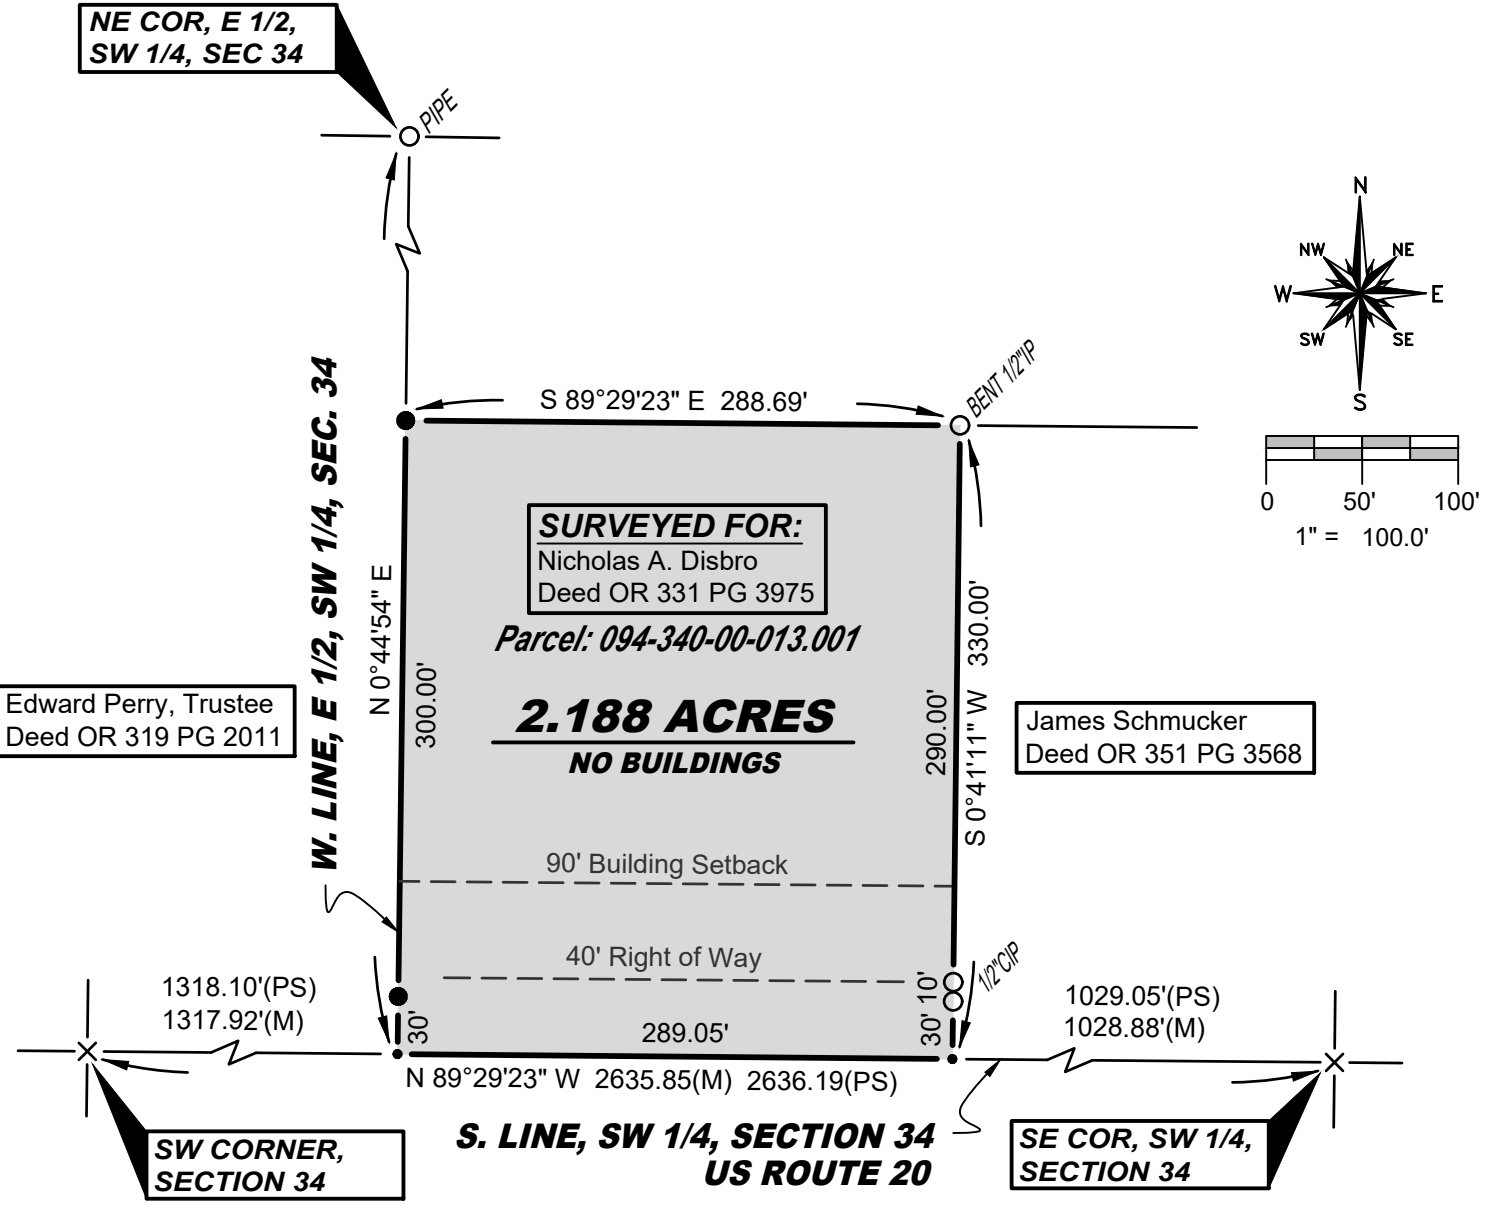 NE COR, E 1/2,
SW 1/4, SEC 34
PIPE
N
NW
NE
W
E
SW
SE
S
0
50'
100'
1" = 100.0'
S 89°29'23" E 288.69'
BENT 1/2"IP
W. LINE, E 1/2, SW 1/4, SEC. 34
N 0°44'54" E
300.00'
SURVEYED FOR:
Nicholas A. Disbro
Deed OR 331 PG 3975
Parcel: 094-340-00-013.001
2.188 ACRES
NO BUILDINGS
290.00'
S 0°41'11" W 330.00'
Edward Perry, Trustee
Deed OR 319 PG 2011
James Schmucker
Deed OR 351 PG 3568
90' Building Setback
40' Right of Way
1/2"CIP
1318.10'(PS)
1317.92'(M)
30'
289.05'
30' 10'
1029.05'(PS)
1028.88'(M)
N 89°29'23" W 2635.85(M) 2636.19(PS)
S. LINE, SW 1/4, SECTION 34
US ROUTE 20
SW CORNER,
SECTION 34
SE COR, SW 1/4,
SECTION 34